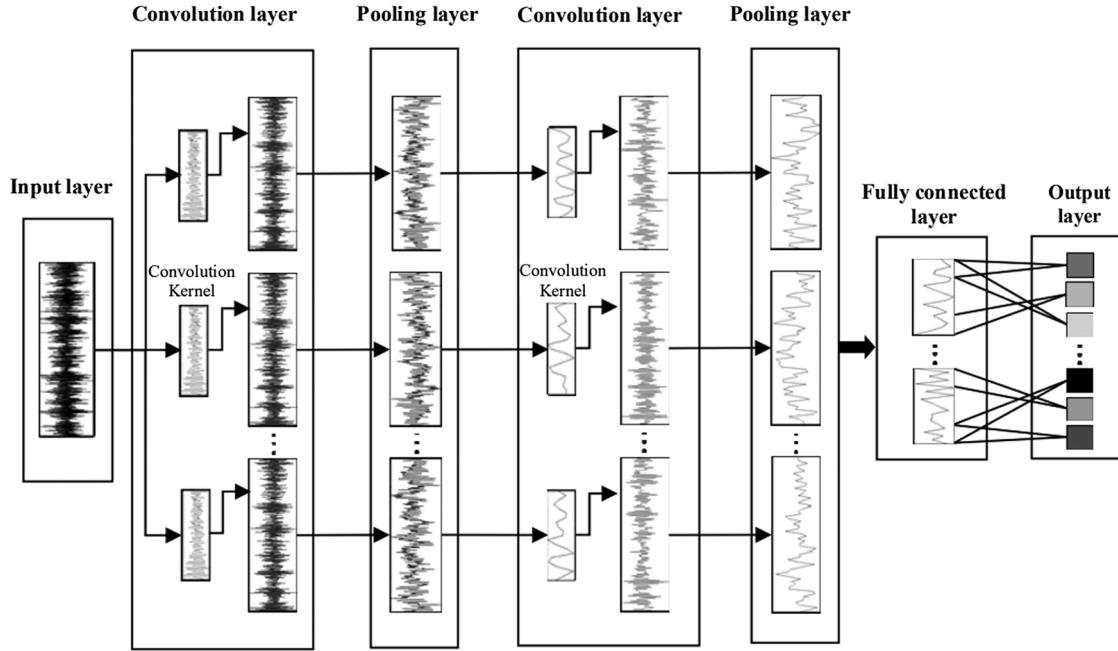 Convolution layer
Pooling layer
Convolution layer
Pooling layer
Input layer
Fully connected
layer
Output
layer
Convolution
Kernel
Convolution
Kernel